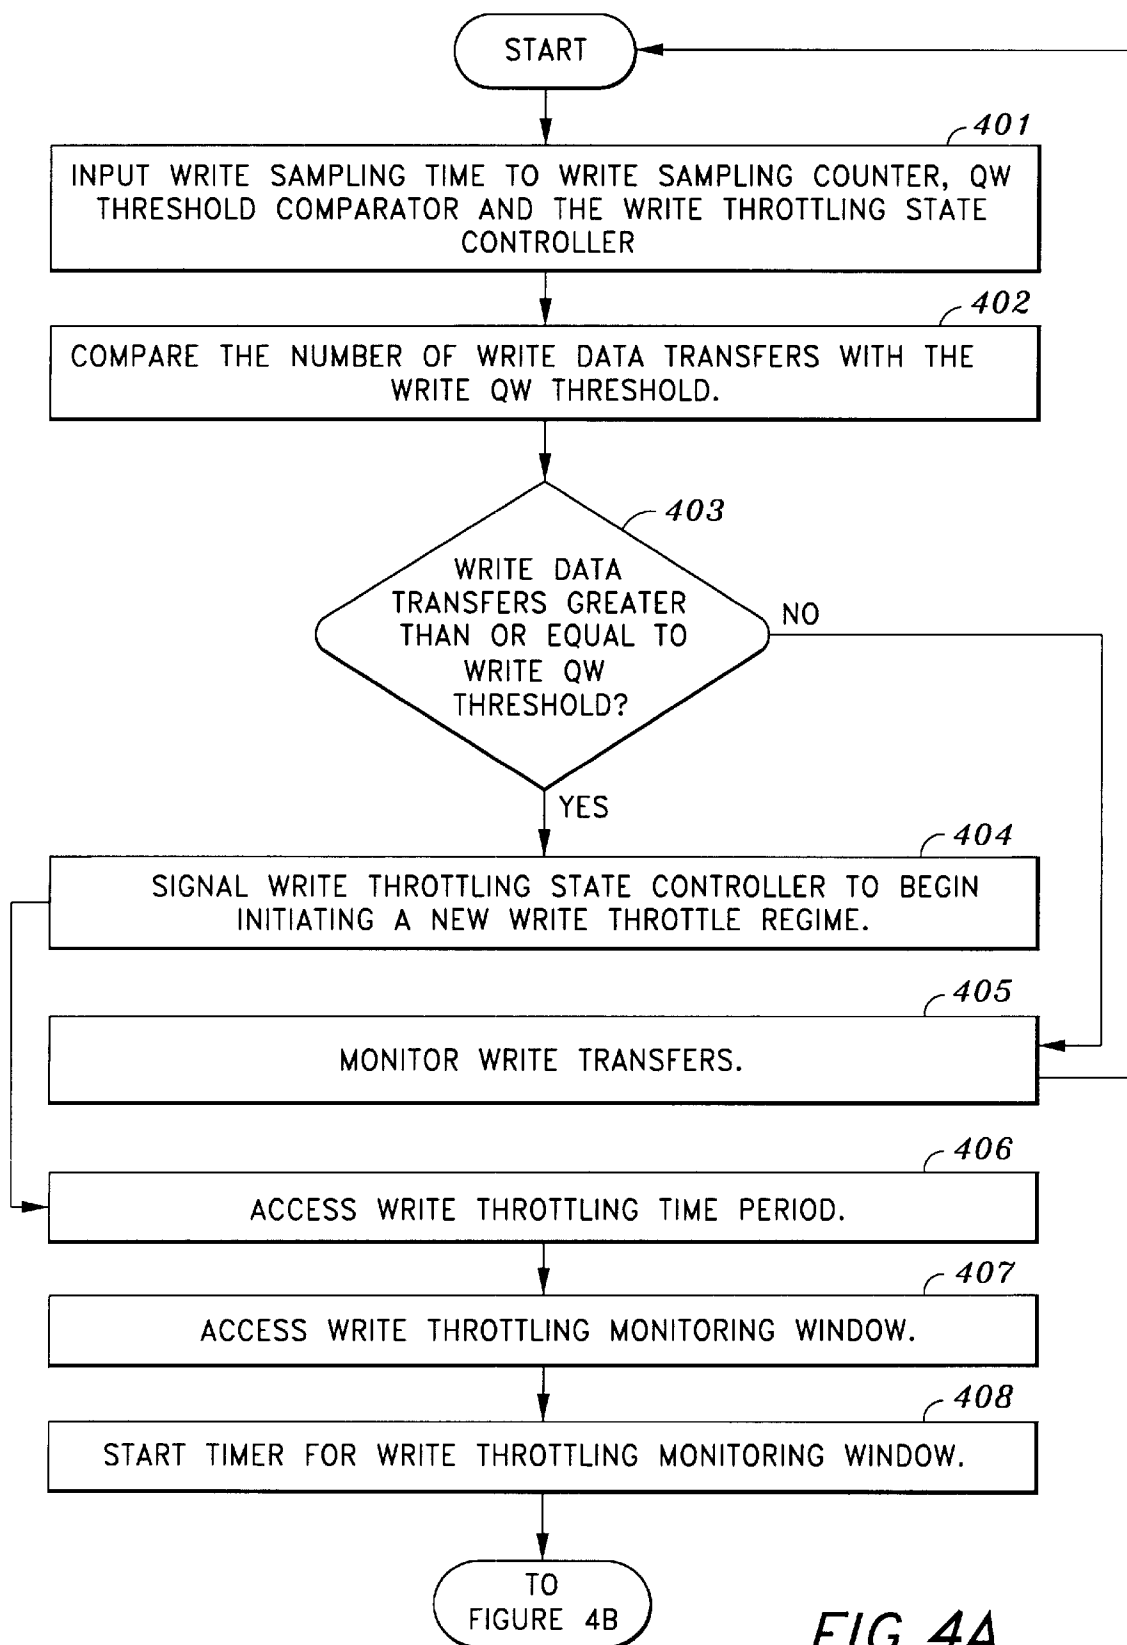 START
401
INPUT WRITE SAMPLING TIME TO WRITE SAMPLING COUNTER, QW
THRESHOLD COMPARATOR AND THE WRITE THROTTLING STATE
CONTROLLER
402
COMPARE THE NUMBER OF WRITE DATA TRANSFERS WITH THE
WRITE QW THRESHOLD.
403
WRITE DATA
TRANSFERS GREATER
THAN OR EQUAL TO
WRITE QW
THRESHOLD?
NO
YES
404
SIGNAL WRITE THROTTLING STATE CONTROLLER TO BEGIN
INITIATING A NEW WRITE THROTTLE REGIME.
405
MONITOR WRITE TRANSFERS.
406
ACCESS WRITE THROTTLING TIME PERIOD.
407
ACCESS WRITE THROTTLING MONITORING WINDOW.
408
START TIMER FOR WRITE THROTTLING MONITORING WINDOW.
TO
FIGURE 4B
FIG 4A